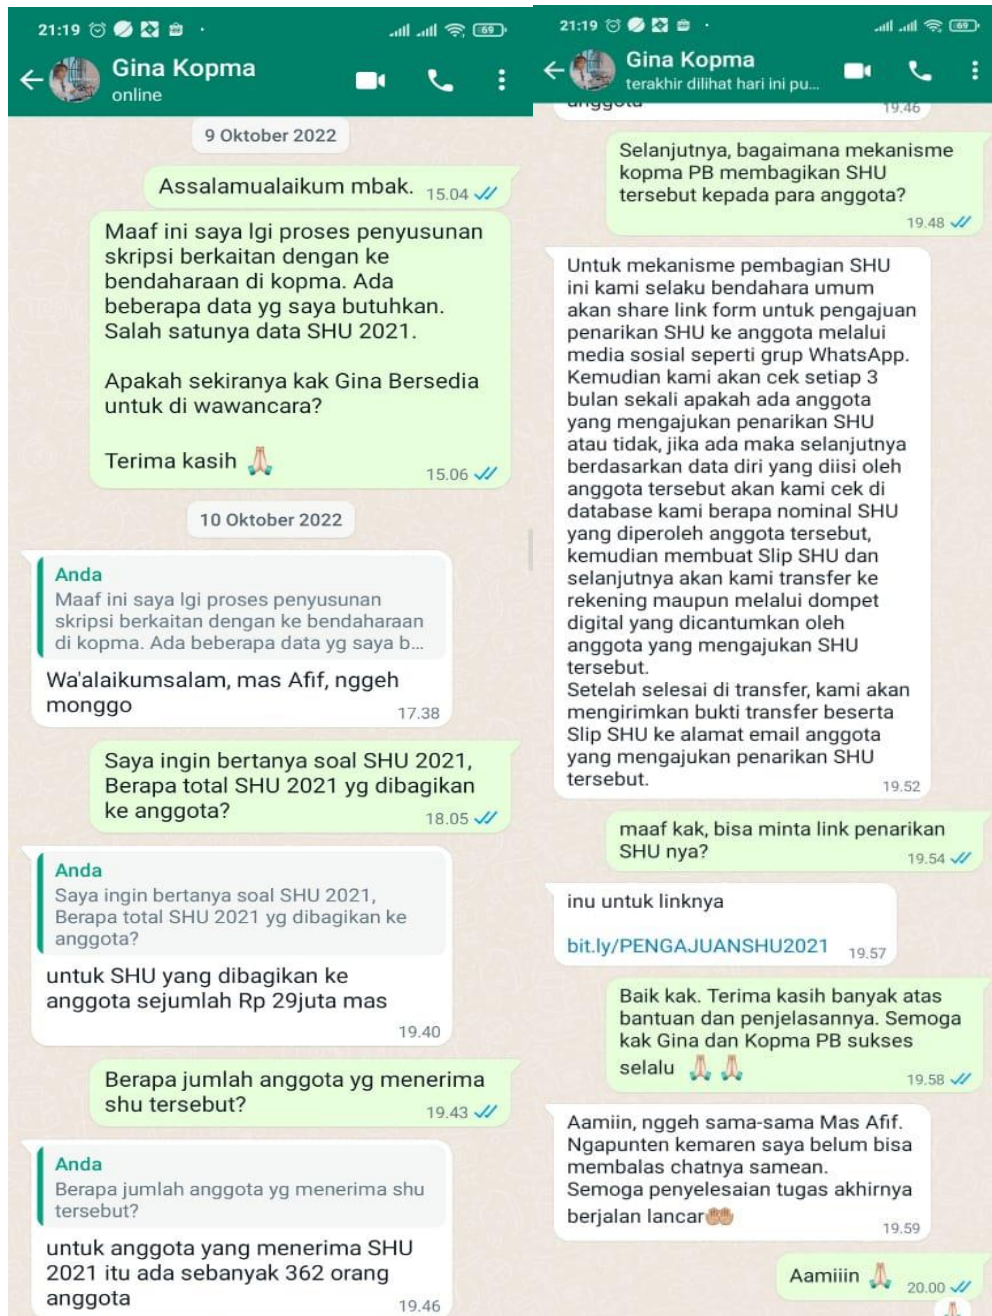 21:19
69
Gina Kopma
online
9 Oktober 2022
Assalamualaikum mbak.
15.04
Maaf ini saya lgi proses penyusunan
skripsi berkaitan dengan ke
bendaharaan di kopma. Ada
beberapa data yg saya butuhkan.
Salah satunya data SHU 2021.
Apakah sekiranya kak Gina Bersedia
untuk di wawancara?
Terima kasih 🙏🏻
15.06
10 Oktober 2022
Anda
Maaf ini saya lgi proses penyusunan
skripsi berkaitan dengan ke bendaharaan
di kopma. Ada beberapa data yg saya b...
Wa'alaikumsalam, mas Afif, nggeh
monggo
17.38
Saya ingin bertanya soal SHU 2021,
Berapa total SHU 2021 yg dibagikan
ke anggota?
18.05
Anda
Saya ingin bertanya soal SHU 2021,
Berapa total SHU 2021 yg dibagikan ke
anggota?
untuk SHU yang dibagikan ke
anggota sejumlah Rp 29juta mas
19.40
Berapa jumlah anggota yg menerima
shu tersebut?
19.43
Anda
Berapa jumlah anggota yg menerima shu
tersebut?
untuk anggota yang menerima SHU
2021 itu ada sebanyak 362 orang
anggota
19.46
21:19
69
Gina Kopma
terakhir dilihat hari ini pu...
anggota
19.46
Selanjutnya, bagaimana mekanisme
kopma PB membagikan SHU
tersebut kepada para anggota?
19.48
Untuk mekanisme pembagian SHU
ini kami selaku bendahara umum
akan share link form untuk pengajuan
penarikan SHU ke anggota melalui
media sosial seperti grup WhatsApp.
Kemudian kami akan cek setiap 3
bulan sekali apakah ada anggota
yang mengajukan penarikan SHU
atau tidak, jika ada maka selanjutnya
berdasarkan data diri yang diisi oleh
anggota tersebut akan kami cek di
database kami berapa nominal SHU
yang diperoleh anggota tersebut,
kemudian membuat Slip SHU dan
selanjutnya akan kami transfer ke
rekening maupun melalui dompet
digital yang dicantumkan oleh
anggota yang mengajukan SHU
tersebut.
Setelah selesai di transfer, kami akan
mengirimkan bukti transfer beserta
Slip SHU ke alamat email anggota
yang mengajukan penarikan SHU
tersebut.
19.52
maaf kak, bisa minta link penarikan
SHU nya?
19.54
inu untuk linknya
bit.ly/PENGAJUANSHU2021
19.57
Baik kak. Terima kasih banyak atas
bantuan dan penjelasannya. Semoga
kak Gina dan Kopma PB sukses
selalu 🙏🏻 🙏🏻
19.58
Aamiin, nggeh sama-sama Mas Afif.
Ngapunten kemaren saya belum bisa
membalas chatnya samean.
Semoga penyelesaian tugas akhirnya
berjalan lancar🤲🏼
19.59
Aamiiin 🙏🏻
20.00